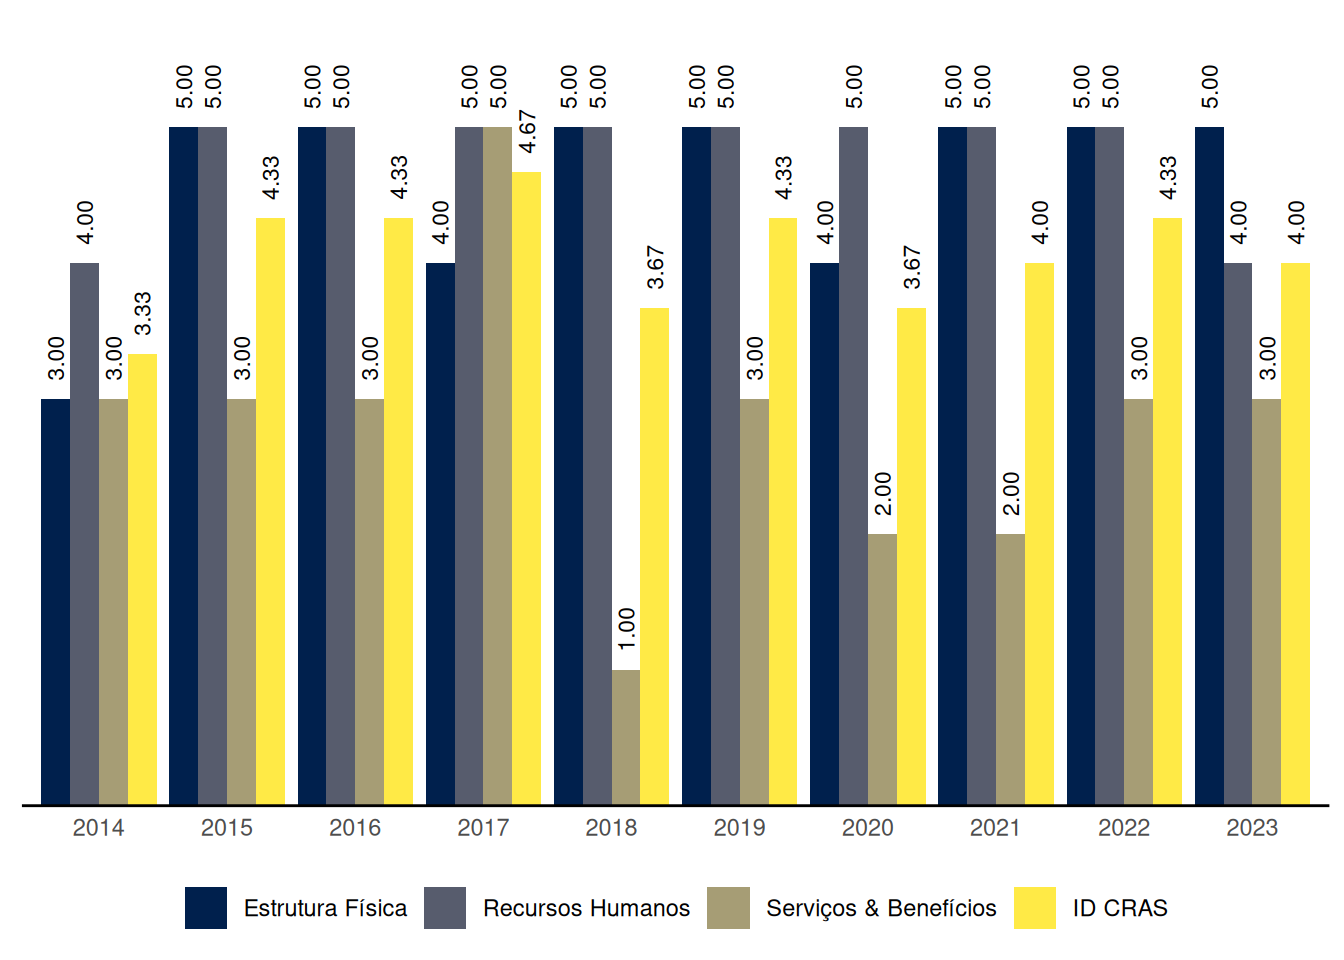 3.00 4.00 3.00 3.33
5.00 5.00 3.00 4.33
5.00 5.00 3.00 4.33
4.00 5.00 5.00 4.67
5.00 5.00 1.00 3.67
5.00 5.00 3.00 4.33
4.00 5.00 2.00 3.67
5.00 5.00 2.00 4.00
5.00 5.00 3.00 4.33
5.00 4.00 3.00 4.00
2014 2015 2016 2017 2018 2019 2020 2021 2022 2023
Estrutura Física Recursos Humanos Serviços & Benefícios ID CRAS